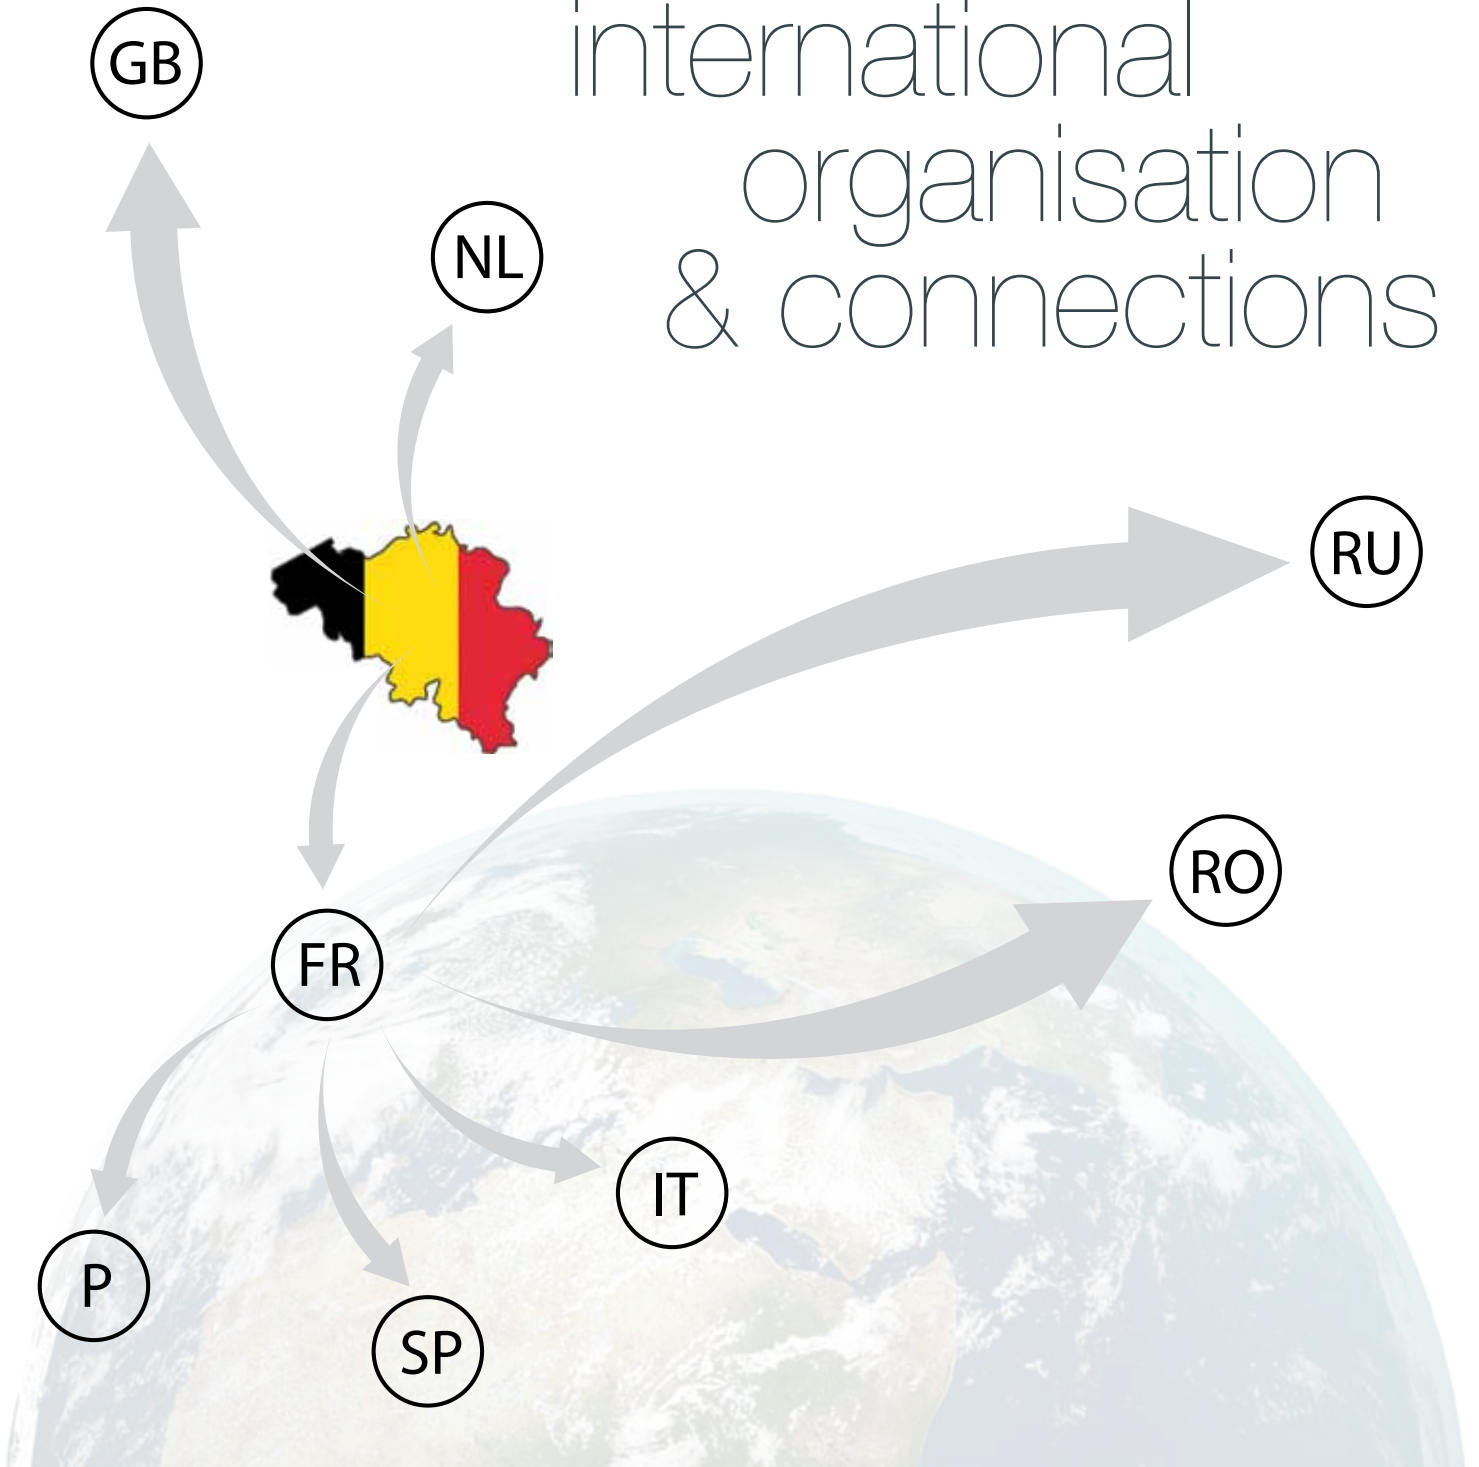 international
organisation
& connections
GB
NL
RU
RO
FR
IT
P
SP